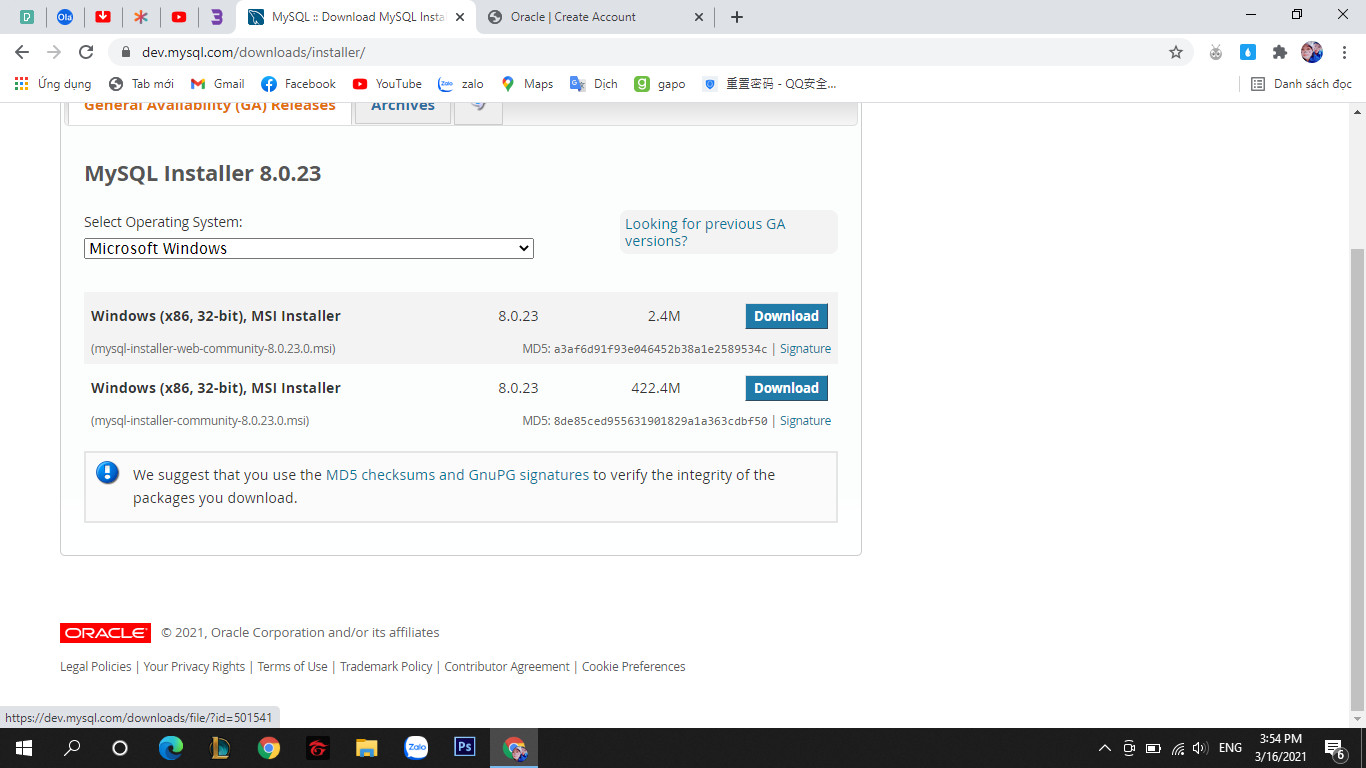 MySQL :: Download MySQL Insta
Oracle | Create Account
dev.mysql.com/downloads/installer/
Ứng dụng
Tab mới
Gmail
Facebook
YouTube
zalo
Maps
Dịch
gapo
重置密码 - QQ安全...
Danh sách đọc
General Availability (GA) Releases
Archives
MySQL Installer 8.0.23
Select Operating System:
Microsoft Windows
Looking for previous GA
versions?
Windows (x86, 32-bit), MSI Installer 8.0.23 2.4M Download
(mysql-installer-web-community-8.0.23.0.msi) MD5: a3af6d91f93e046452b38a1e2589534c | Signature
Windows (x86, 32-bit), MSI Installer 8.0.23 422.4M Download
(mysql-installer-community-8.0.23.0.msi) MD5: 8de85ced955631901829a1a363cdbf50 | Signature
We suggest that you use the MD5 checksums and GnuPG signatures to verify the integrity of the
packages you download.
ORACLE © 2021, Oracle Corporation and/or its affiliates
Legal Policies | Your Privacy Rights | Terms of Use | Trademark Policy | Contributor Agreement | Cookie Preferences
https://dev.mysql.com/downloads/file/?id=501541
Zalo
Ps
ENG
3:54 PM
3/16/2021
6